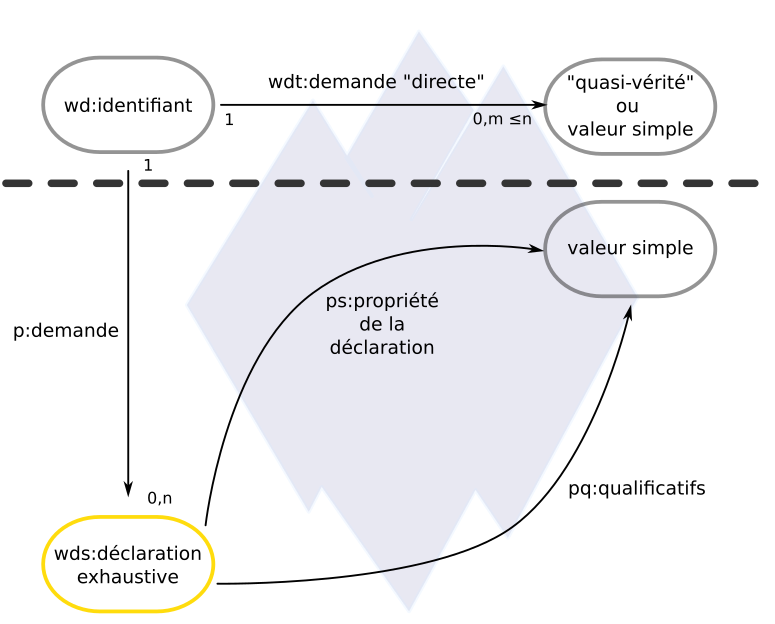 wdt:demande "directe"
wd:identifiant
"quasi-vérité"
ou
valeur simple
1
0,m ≤n
1
valeur simple
ps:propriété
de la
déclaration
p:demande
pq:qualificatifs
0,n
wds:déclaration
exhaustive